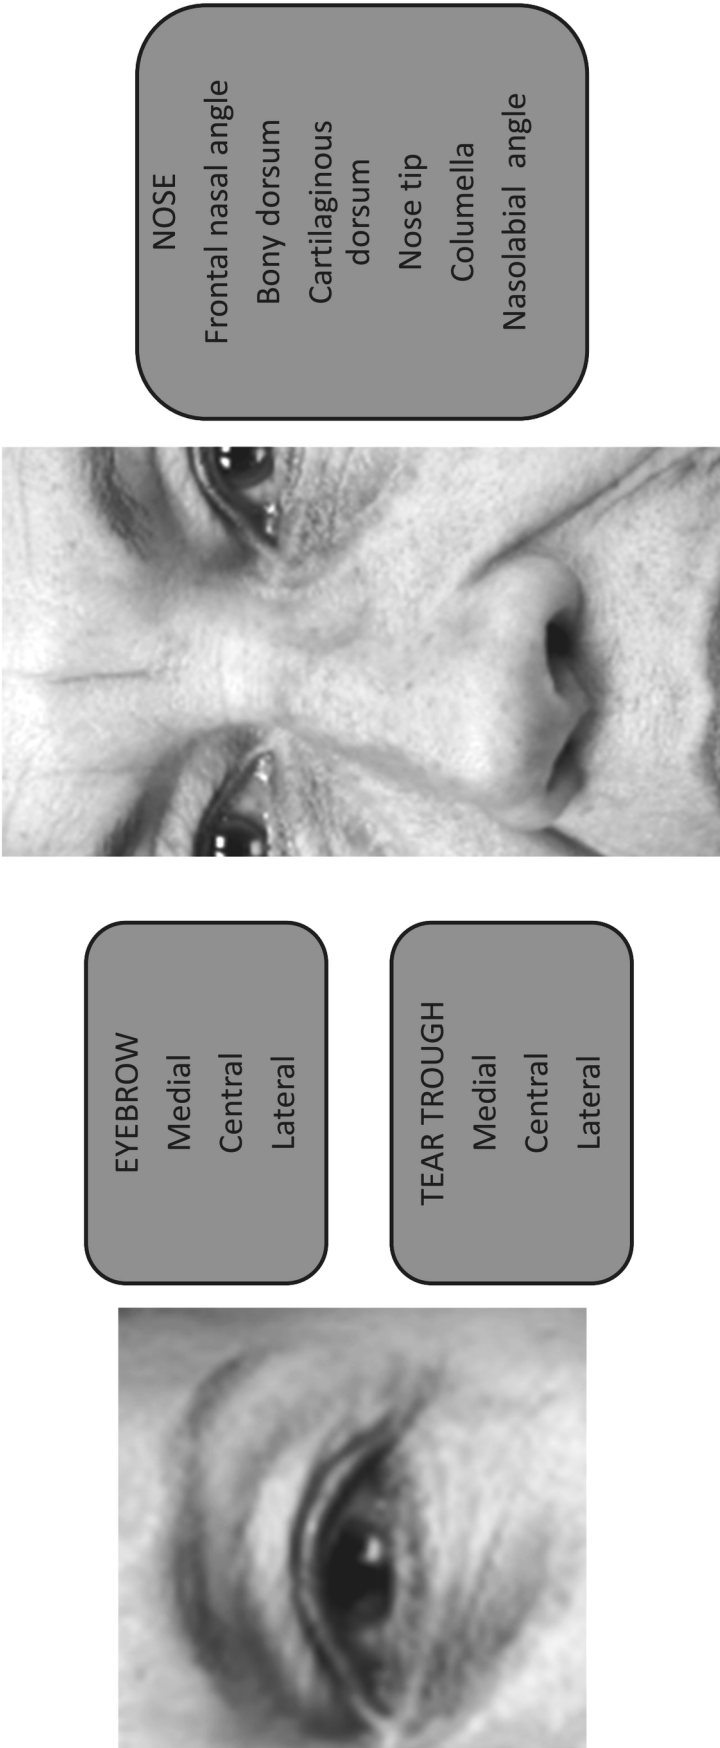 EYEBROW
Medial
Central
Lateral
TEAR TROUGH
Medial
Central
Lateral
NOSE
Frontal nasal angle
Bony dorsum
Cartilaginous
dorsum
Nose tip
Columella
Nasolabial angle